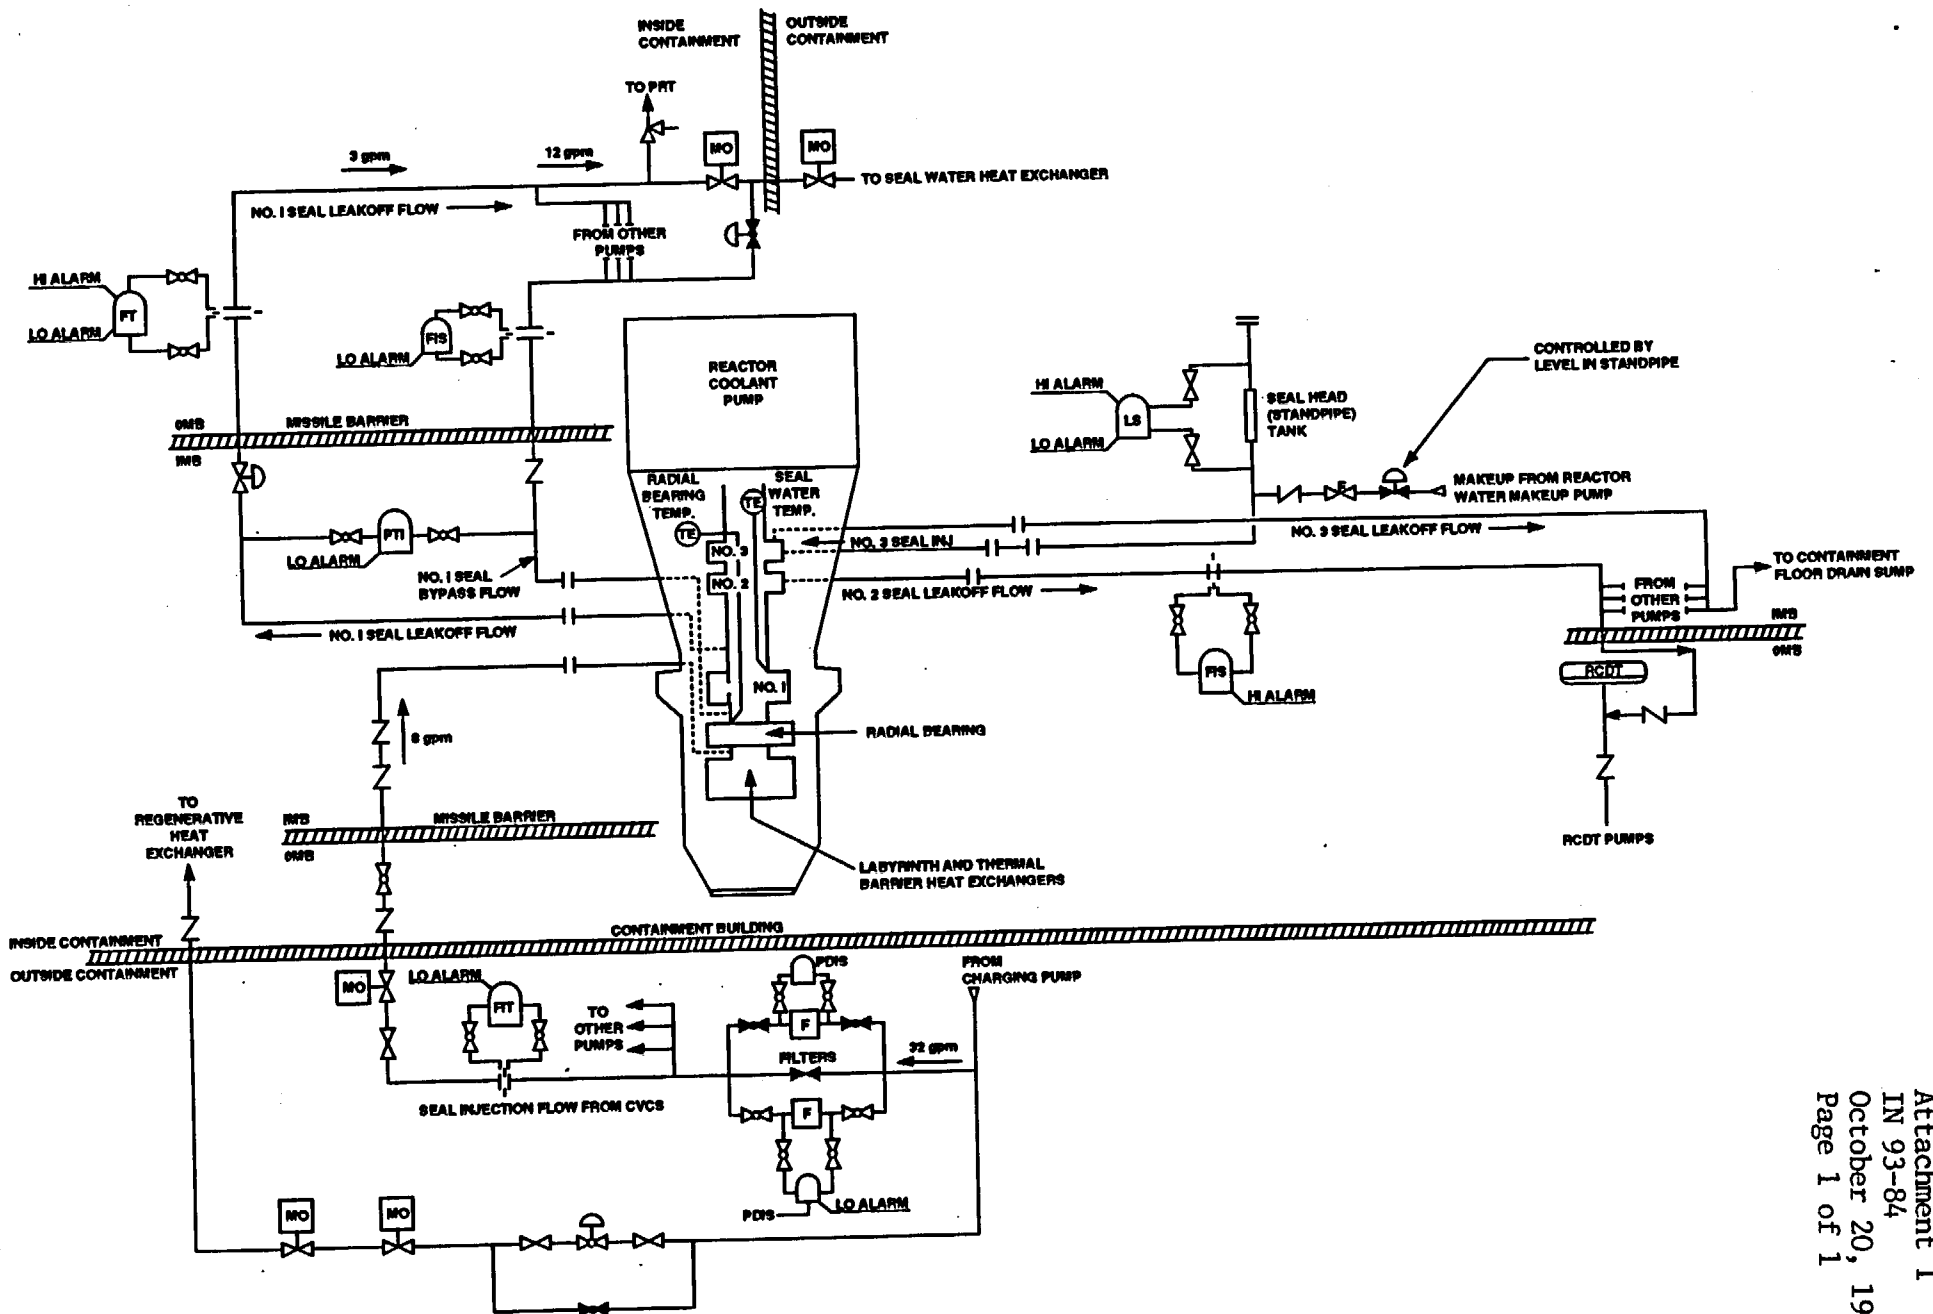 INSIDE
CONTAINMENT
OUTSIDE
CONTAINMENT
TO PRT
MO
MO
3 gpm
12 gpm
TO SEAL WATER HEAT EXCHANGER
NO. 1 SEAL LEAKOFF FLOW
FROM OTHER
PUMPS
HI ALARM
FT
LO ALARM
FIS
LO ALARM
REACTOR
COOLANT
PUMP
CONTROLLED BY
LEVEL IN STANDPIPE
HI ALARM
LS
LO ALARM
SEAL HEAD
(STANDPIPE)
TANK
OMB
MISSILE BARRIER
IMB
RADIAL
BEARING
TEMP.
TE
SEAL
WATER
TEMP.
TE
MAKEUP FROM REACTOR
WATER MAKEUP PUMP
F
PTI
LO ALARM
NO. 3
NO. 3 SEAL INJ
NO. 3 SEAL LEAKOFF FLOW
NO. 1 SEAL
BYPASS FLOW
NO. 2
NO. 2 SEAL LEAKOFF FLOW
TO CONTAINMENT
FLOOR DRAIN SUMP
FROM
OTHER
PUMPS
IMB
OMB
NO. 1 SEAL LEAKOFF FLOW
NO. 1
FIS
HI ALARM
RCDT
RADIAL BEARING
8 gpm
TO
REGENERATIVE
HEAT
EXCHANGER
IMB
MISSILE BARRIER
OMB
RCDT PUMPS
LABYRINTH AND THERMAL
BARRIER HEAT EXCHANGERS
INSIDE CONTAINMENT
CONTAINMENT BUILDING
OUTSIDE CONTAINMENT
MO
LO ALARM
FIT
TO
OTHER
PUMPS
PDIS
F
FROM
CHARGING PUMP
FILTERS
32 gpm
SEAL INJECTION FLOW FROM CVCS
F
PDIS
LO ALARM
MO
MO
Attachment 1
IN 93-84
October 20, 19
Page 1 of 1